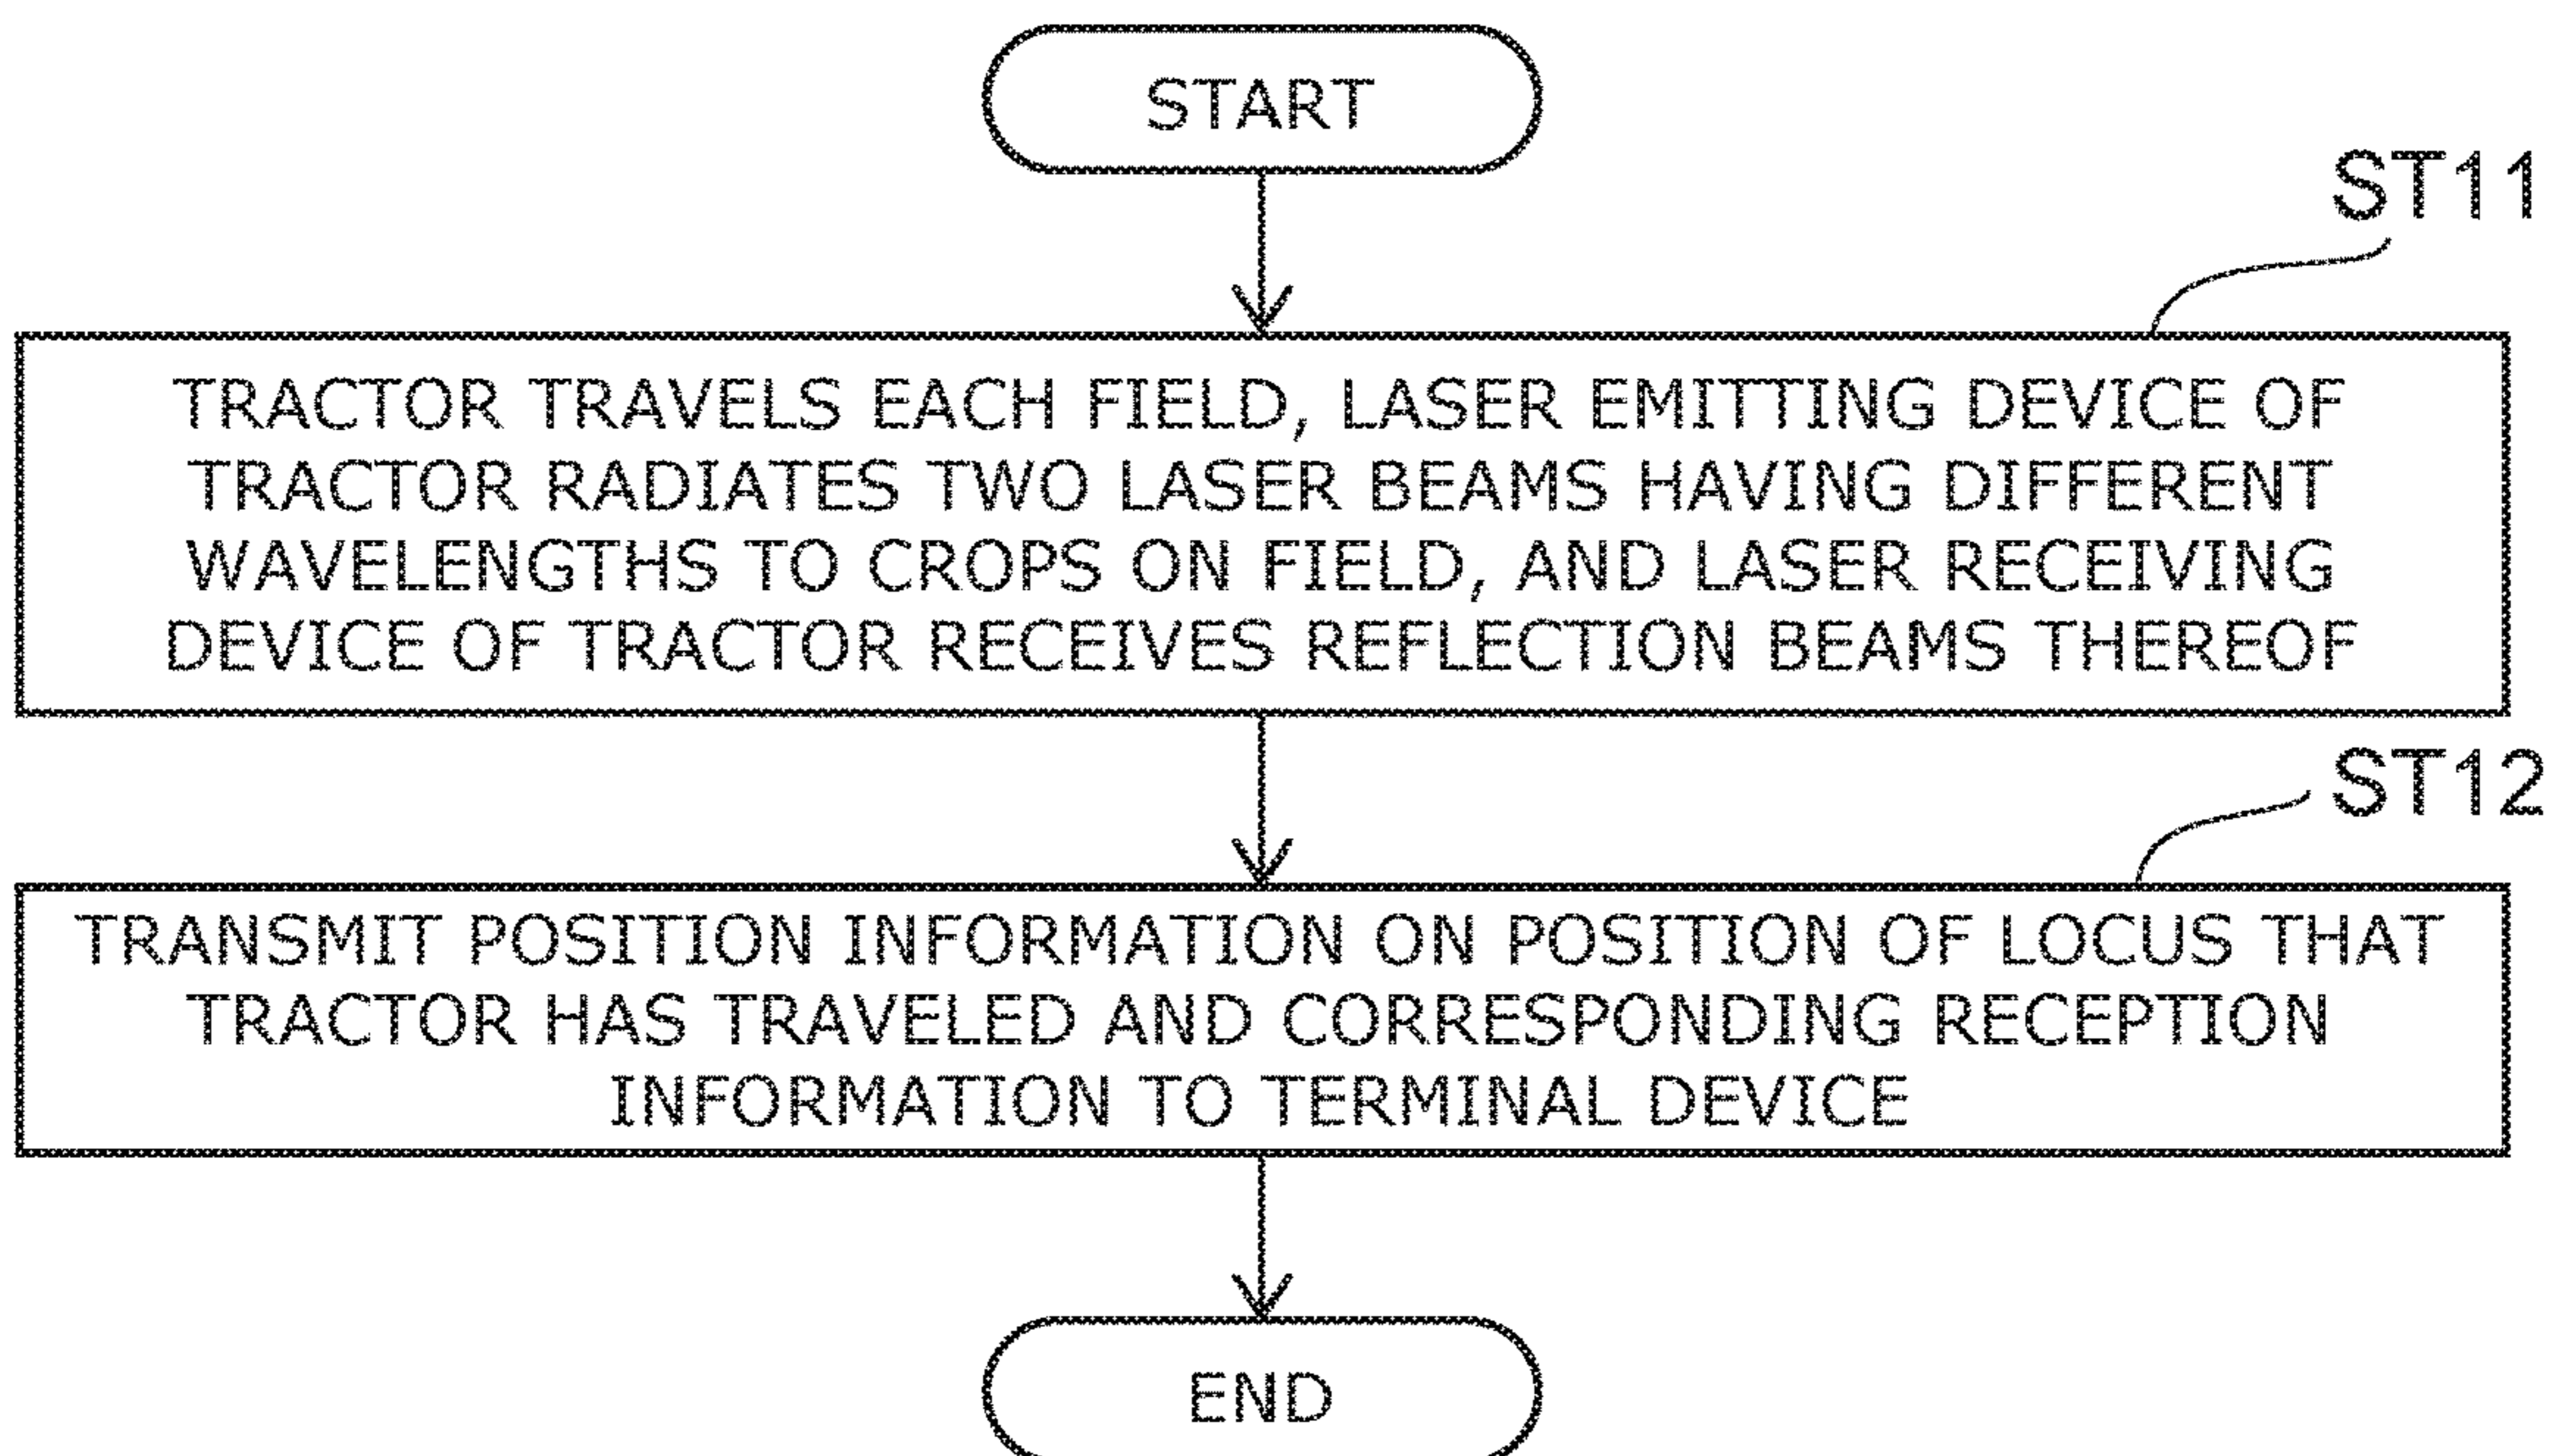 START
ST11
TRACTOR TRAVELS EACH FIELD, LASER EMITTING DEVICE OF
TRACTOR RADIATES TWO LASER BEAMS HAVING DIFFERENT
WAVELENGTHS TO CROPS ON FIELD, AND LASER RECEIVING
DEVICE OF TRACTOR RECEIVES REFLECTION BEAMS THEREOF
ST12
TRANSMIT POSITION INFORMATION ON POSITION OF LOCUS THAT
TRACTOR HAS TRAVELED AND CORRESPONDING RECEPTION
INFORMATION TO TERMINAL DEVICE
END